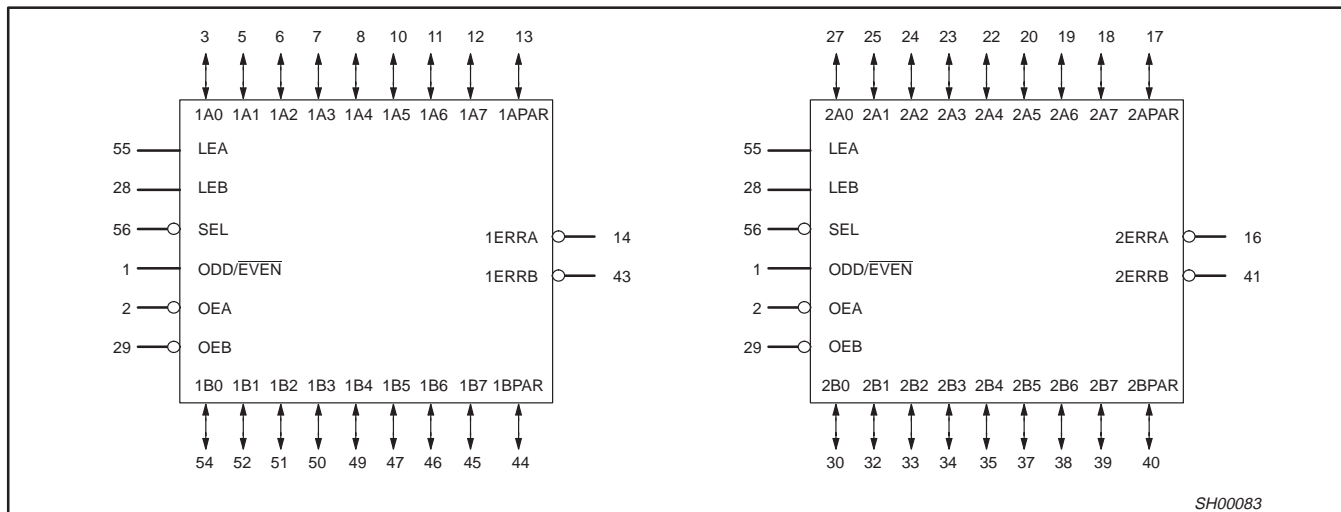 3 5 6 7 8 10 11 12 13 27 25 24 23 22 20 19 18 17
1A0 1A1 1A2 1A3 1A4 1A5 1A6 1A7 1APAR 2A0 2A1 2A2 2A3 2A4 2A5 2A6 2A7 2APAR
55 LEA 55 LEA
28 LEB 28 LEB
56 SEL 56 SEL
1ERRA 14 2ERRA 16
1 ODD/EVEN 1 ODD/EVEN
1ERRB 43 2ERRB 41
2 OEA 2 OEA
29 OEB 29 OEB
1B0 1B1 1B2 1B3 1B4 1B5 1B6 1B7 1BPAR 2B0 2B1 2B2 2B3 2B4 2B5 2B6 2B7 2BPAR
54 52 51 50 49 47 46 45 44 30 32 33 34 35 37 38 39 40
SH00083